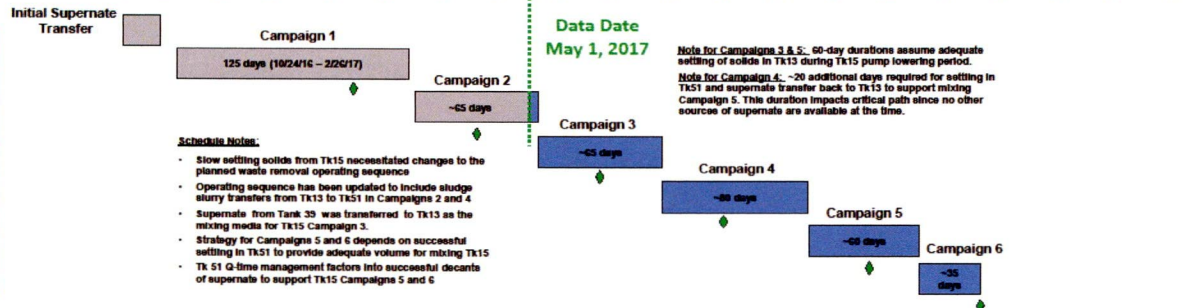 Initial Supernate
Transfer
Campaign 1
125 days (10/24/16 – 2/26/17)
Data Date
May 1, 2017
Note for Campaigns 3 & 5: 60-day durations assume adequate
settling of solids in Tk13 during Tk15 pump lowering period.
Note for Campaign 4: ~20 additional days required for settling in
Tk51 and supernate transfer back to Tk13 to support mixing
Campaign 5. This duration impacts critical path since no other
sources of supernate are available at the time.
Campaign 2
~65 days
Campaign 3
~65 days
Campaign 4
~80 days
Campaign 5
~60 days
Campaign 6
~35
days
Schedule Notes:
· Slow settling solids from Tk15 necessitated changes to the
planned waste removal operating sequence
· Operating sequence has been updated to include sludge
slurry transfers from Tk13 to Tk51 in Campaigns 2 and 4
· Supernate from Tank 39 was transferred to Tk13 as the
mixing media for Tk15 Campaign 3.
· Strategy for Campaigns 5 and 6 depends on successful
settling in Tk51 to provide adequate volume for mixing Tk15
· Tk 51 Q-time management factors into successful decants
of supernate to support Tk15 Campaigns 5 and 6